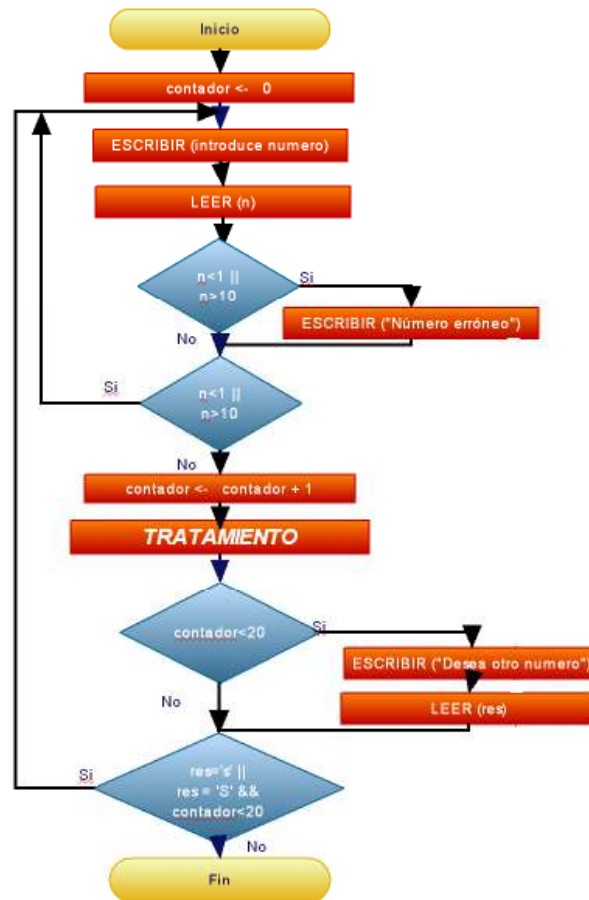 Inicio
contador <- 0
ESCRIBIR (introduce numero)
LEER (n)
n<1 ||
n>10
Si
ESCRIBIR ("Número erróneo")
No
Si
n<1 ||
n>10
No
contador <- contador + 1
TRATAMIENTO
contador<20
Si
ESCRIBIR ("Desea otro numero")
LEER (res)
No
Si
res='s' ||
res = 'S' &&
contador<20
No
Fin